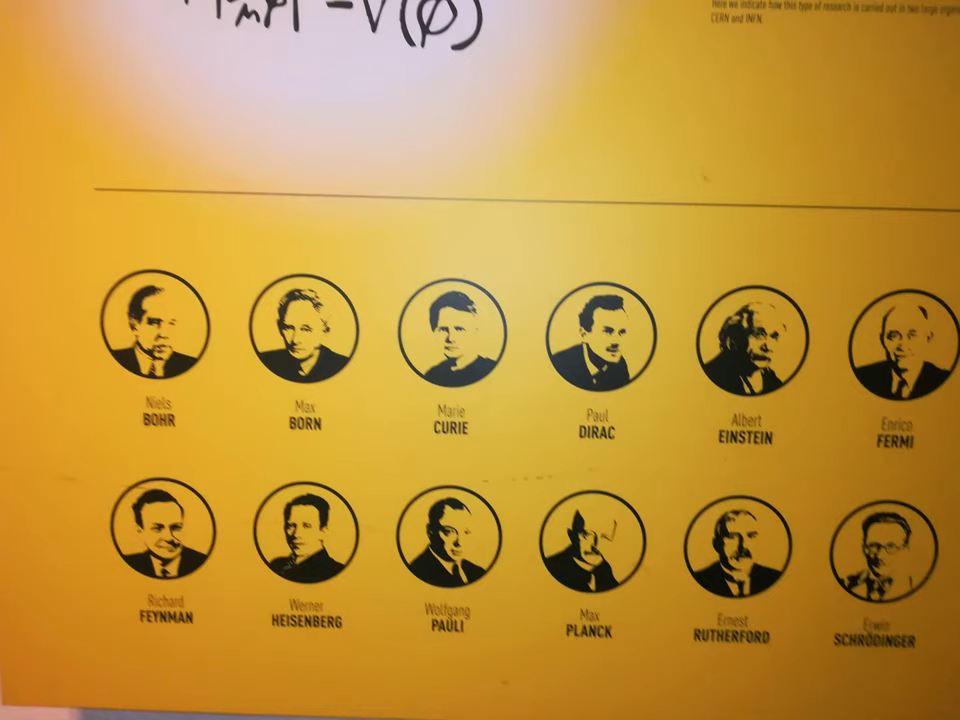 − V(ϕ)
Here we indicate how this type of research is carried out in two large
CERN and INFN.
Niels
BOHR
Max
BORN
Marie
CURIE
Paul
DIRAC
Albert
EINSTEIN
Enrico
FERMI
Richard
FEYNMAN
Werner
HEISENBERG
Wolfgang
PAULI
Max
PLANCK
Ernest
RUTHERFORD
Erwin
SCHRÖDINGER